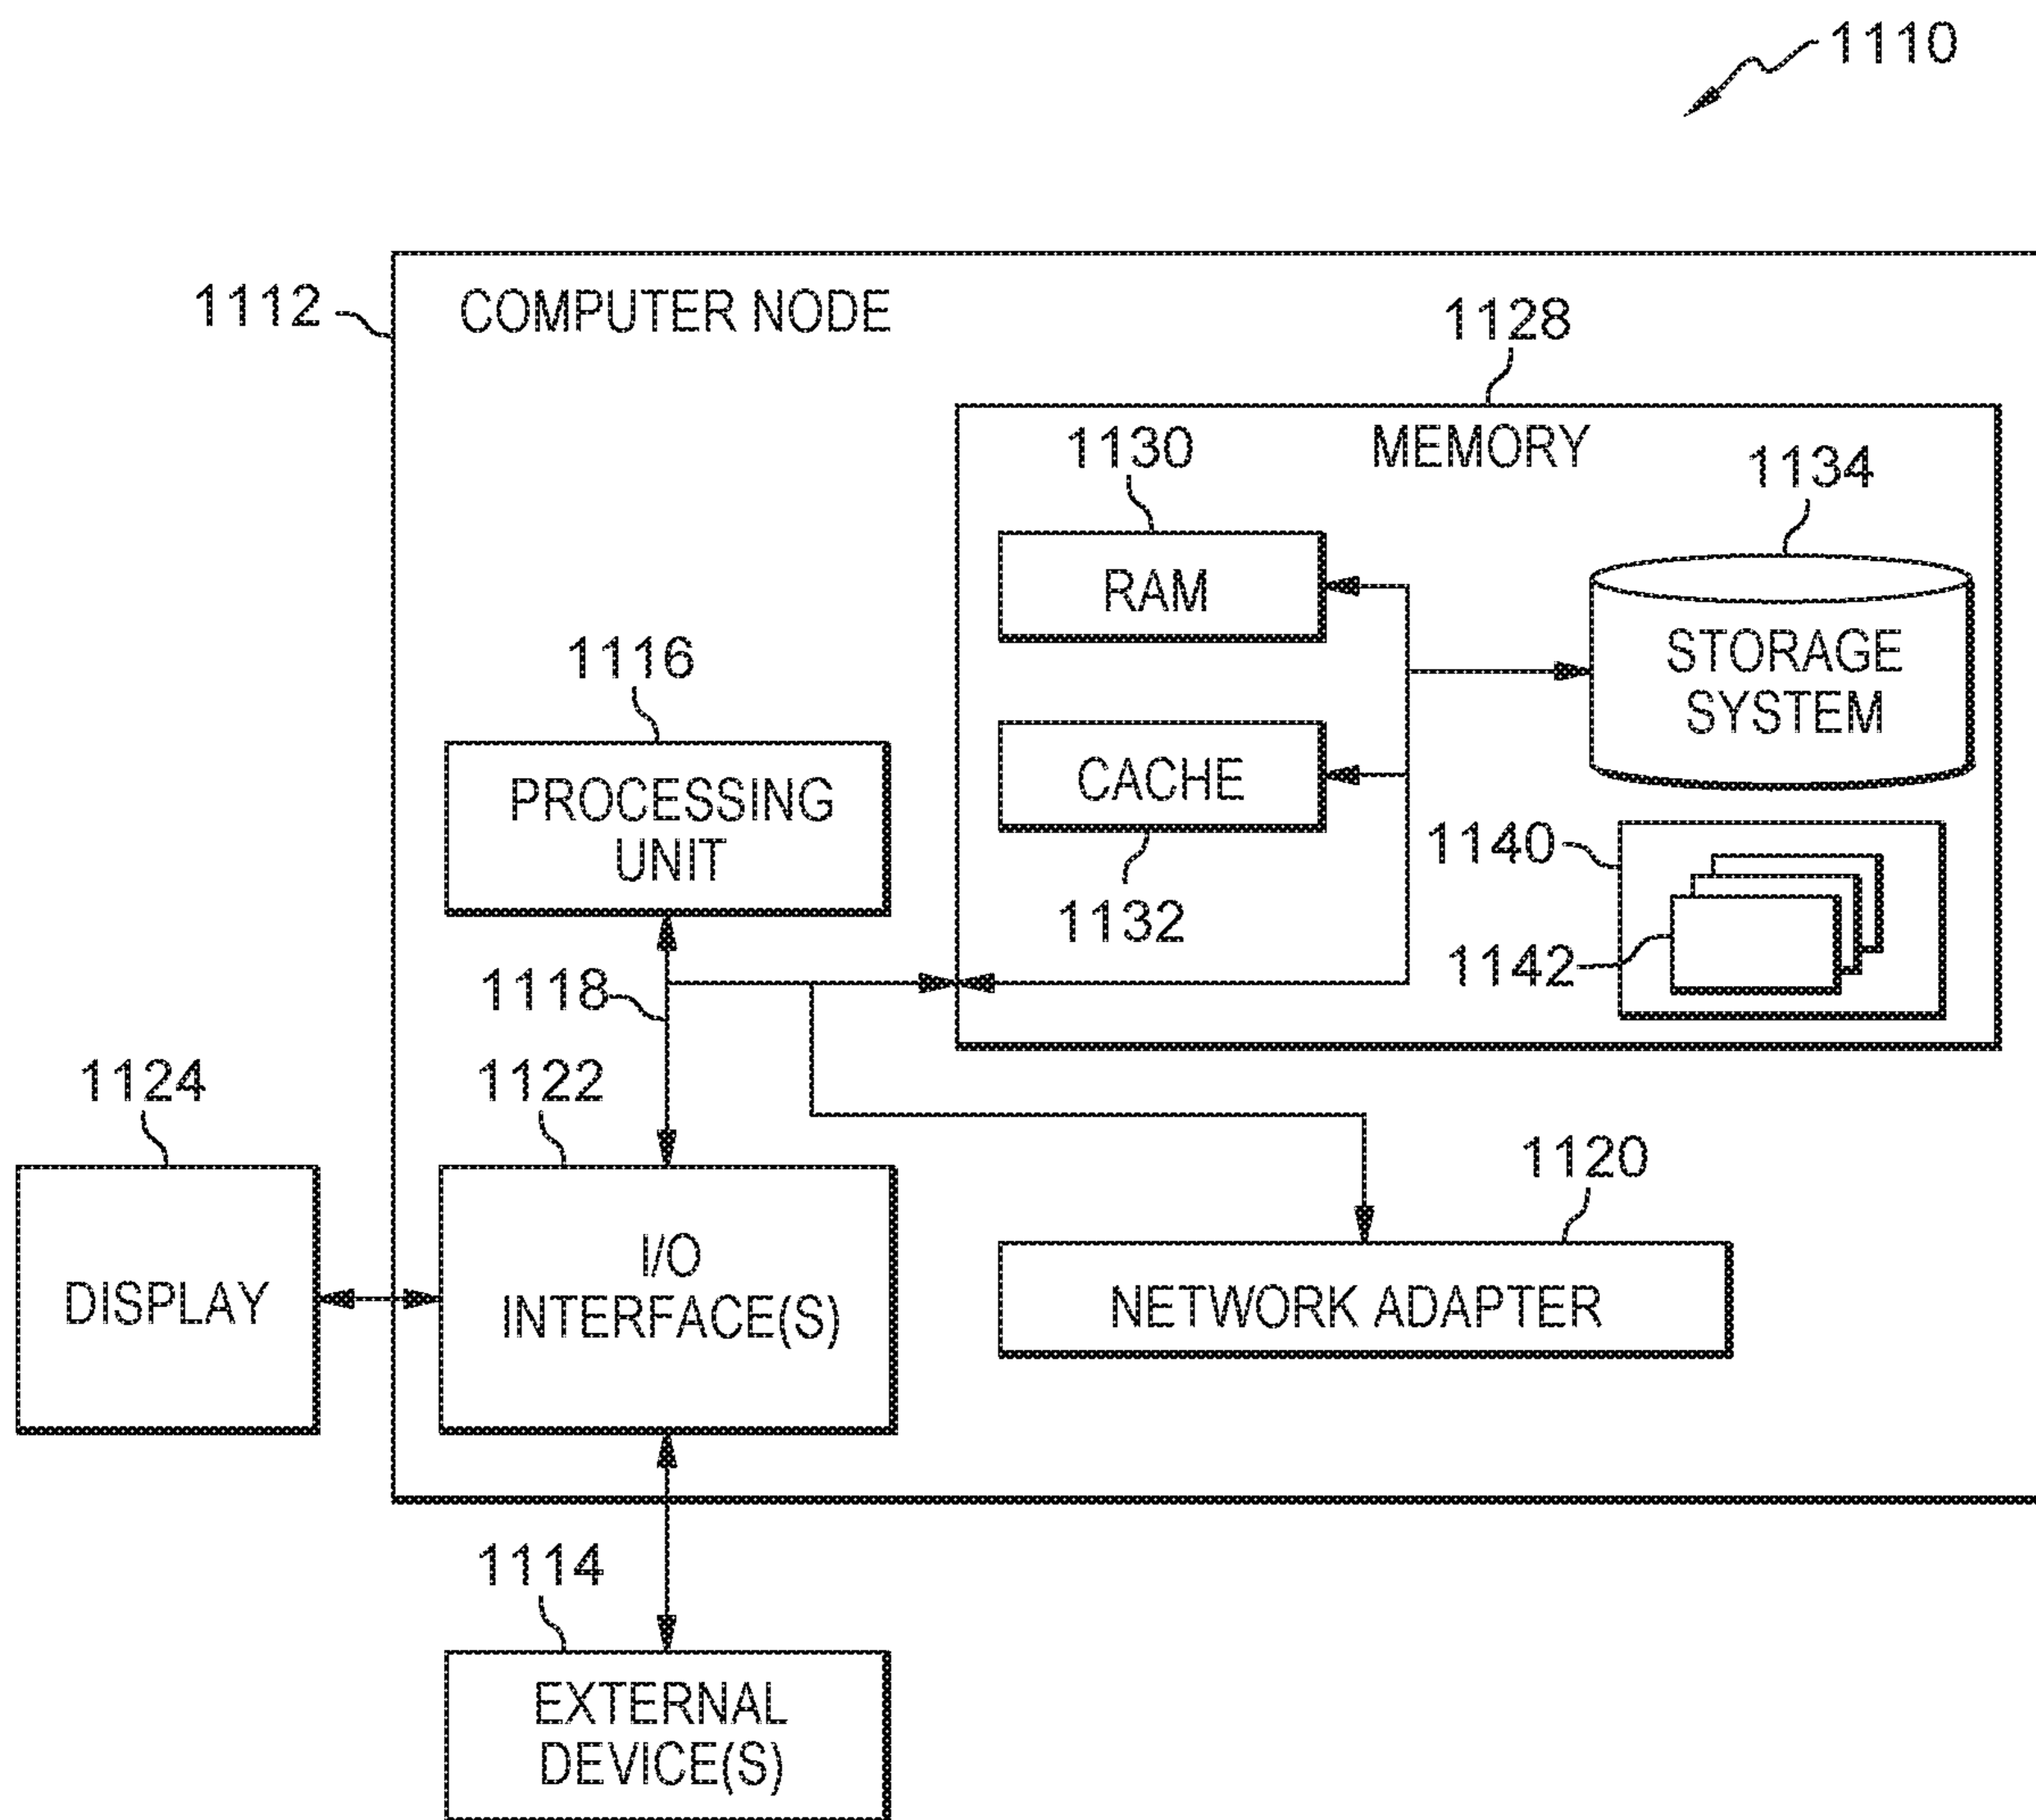 1110
1112
COMPUTER NODE
1128
MEMORY
1130
1134
RAM
STORAGE
SYSTEM
1116
PROCESSING
UNIT
CACHE
1132
1140
1142
1118
1124
1122
1120
DISPLAY
I/O
INTERFACE(S)
NETWORK ADAPTER
1114
EXTERNAL
DEVICE(S)